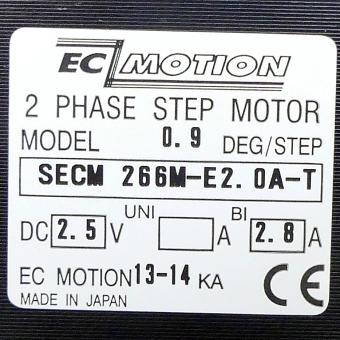 EC MOTION
2 PHASE STEP MOTOR
MODEL 0.9 DEG/STEP
SECM 266M-E2.0A-T
DC 2.5 V UNI A BI 2.8 A
EC MOTION 13-14 KA
MADE IN JAPAN CE